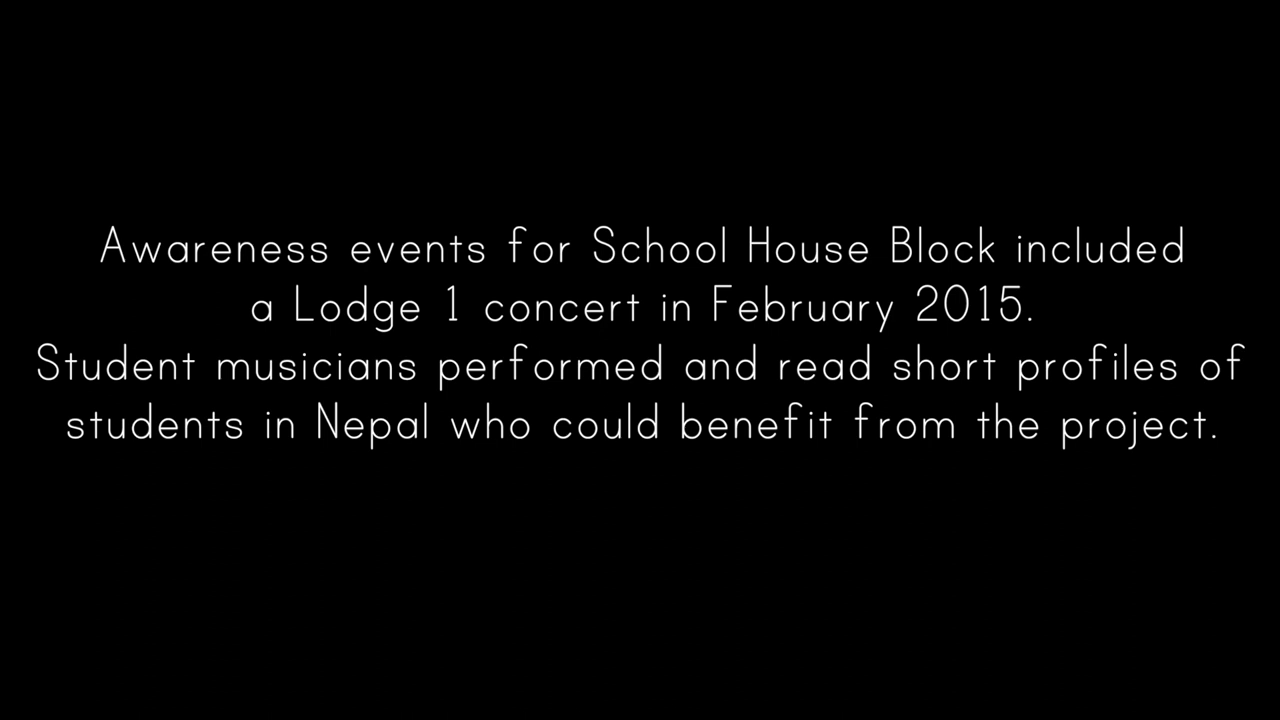 Awareness events for School House Block included
a Lodge 1 concert in February 2015.
Student musicians performed and read short profiles of
students in Nepal who could benefit from the project.